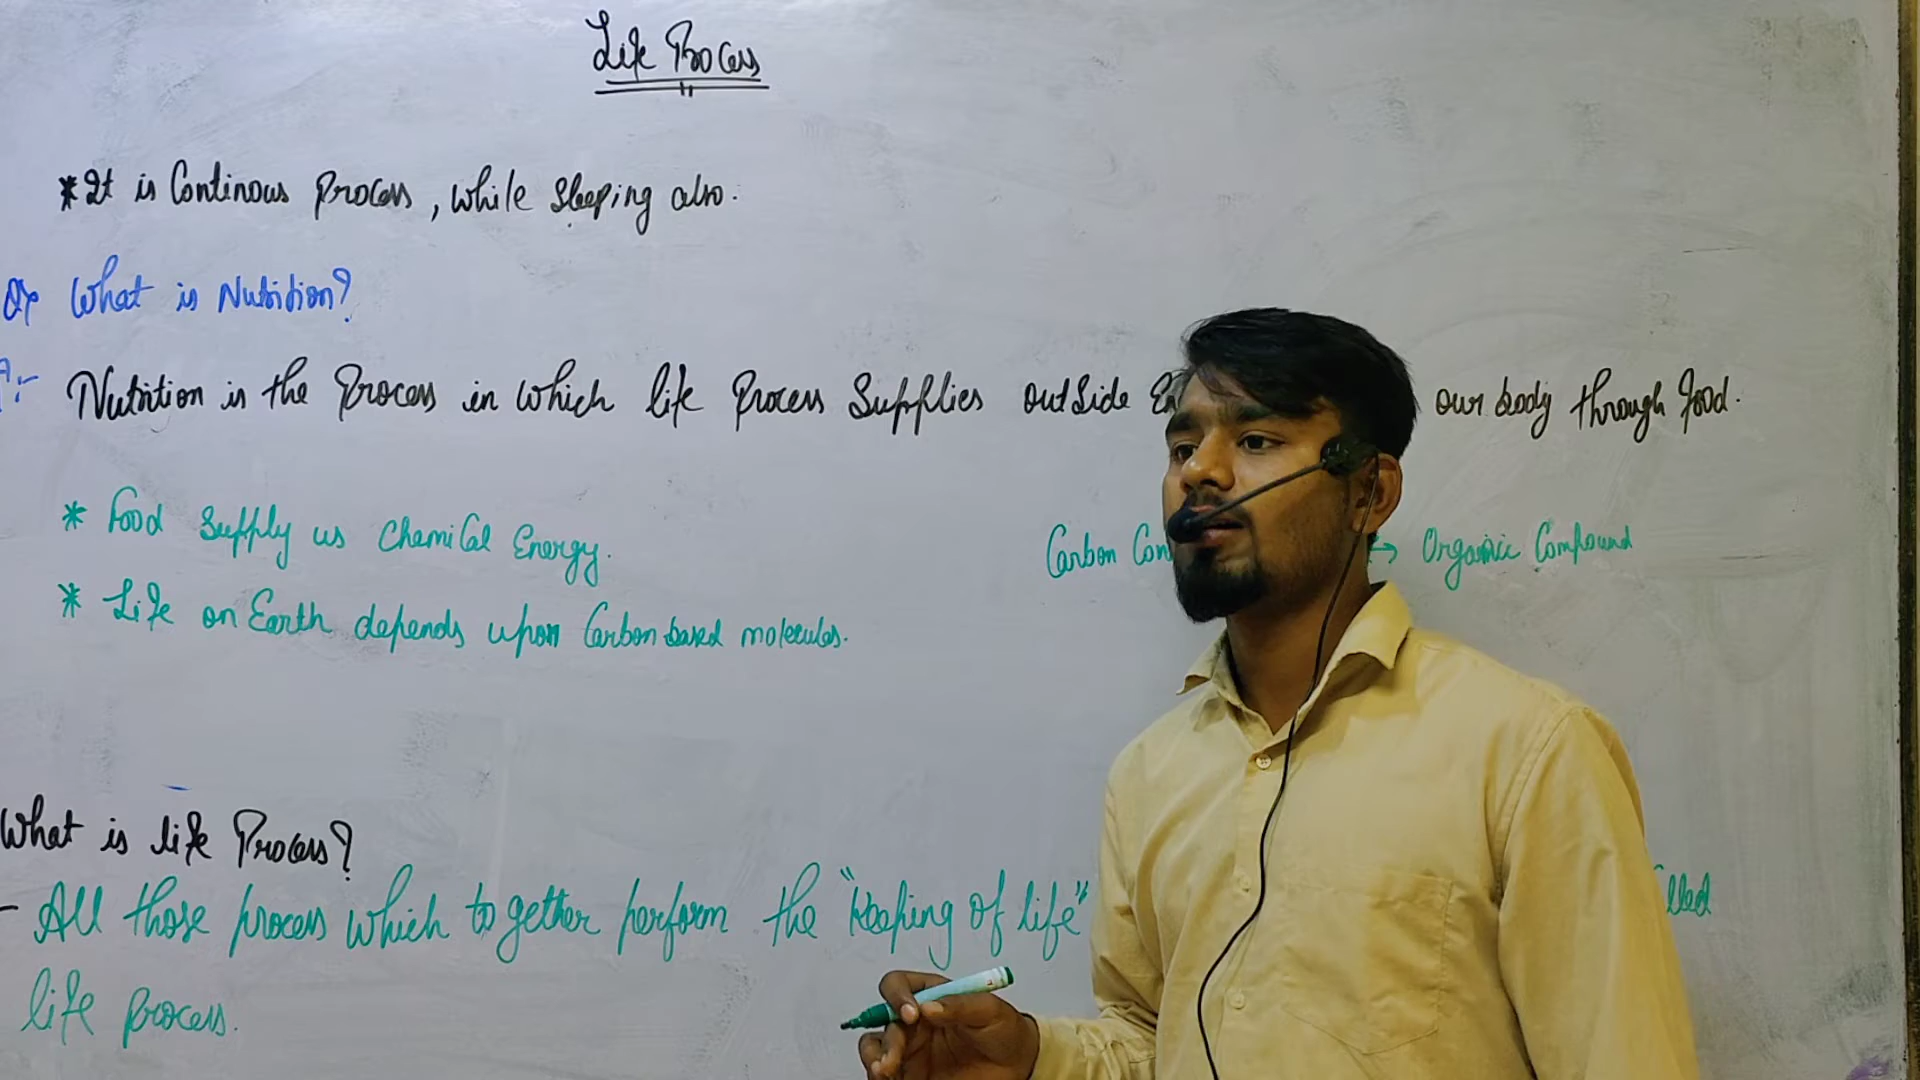 Life Process
* It is Continous Process, while sleeping also.
Q> What is Nutrition?
A:- Nutrition is the Process in which life Process Supplies outside our body through food.
* Food Supply us Chemical Energy.
Carbon → Organic Compound
* Life on Earth depends upon Carbon based molecules.
What is life Process?
- All those process which together perform the "Keeping of life"
life process.